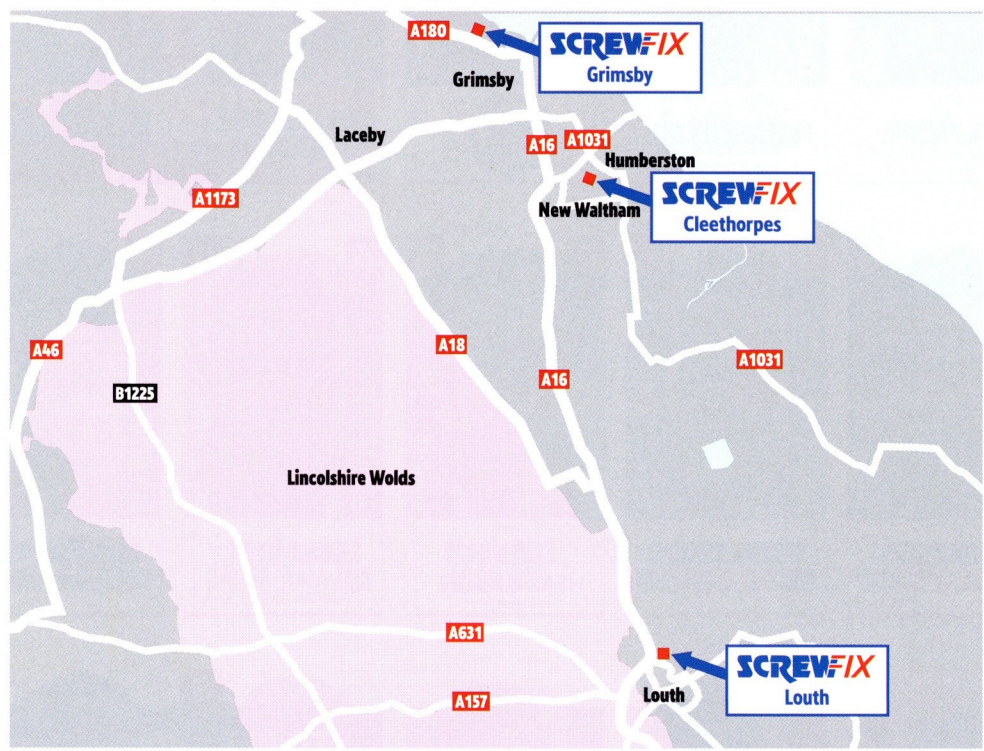 A180
SCREWFIX
Grimsby
Grimsby
Laceby
A16
A1031
Humberston
A1173
New Waltham
SCREWFIX
Cleethorpes
A46
A18
A1031
B1225
A16
Lincolshire Wolds
A631
SCREWFIX
Louth
Louth
A157